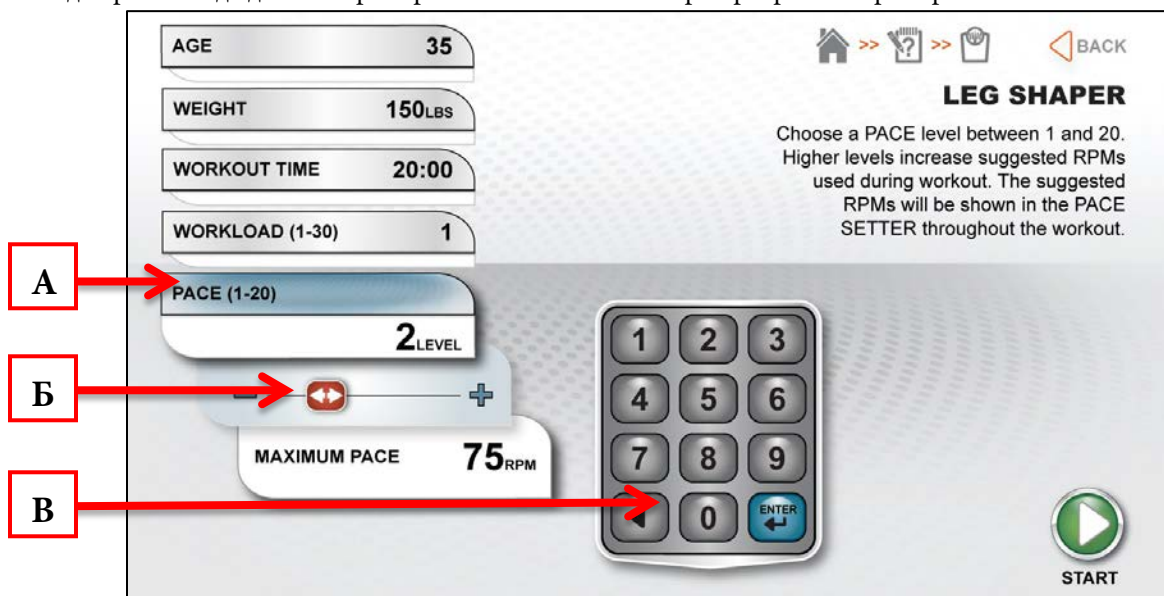 AGE 35
BACK
WEIGHT 150LBS
LEG SHAPER
Choose a PACE level between 1 and 20.
Higher levels increase suggested RPMs
used during workout. The suggested
RPMs will be shown in the PACE
SETTER throughout the workout.
WORKOUT TIME 20:00
WORKLOAD (1-30) 1
А
PACE (1-20)
2LEVEL
Б
MAXIMUM PACE 75RPM
В
1 2 3
4 5 6
7 8 9
0 ENTER
START